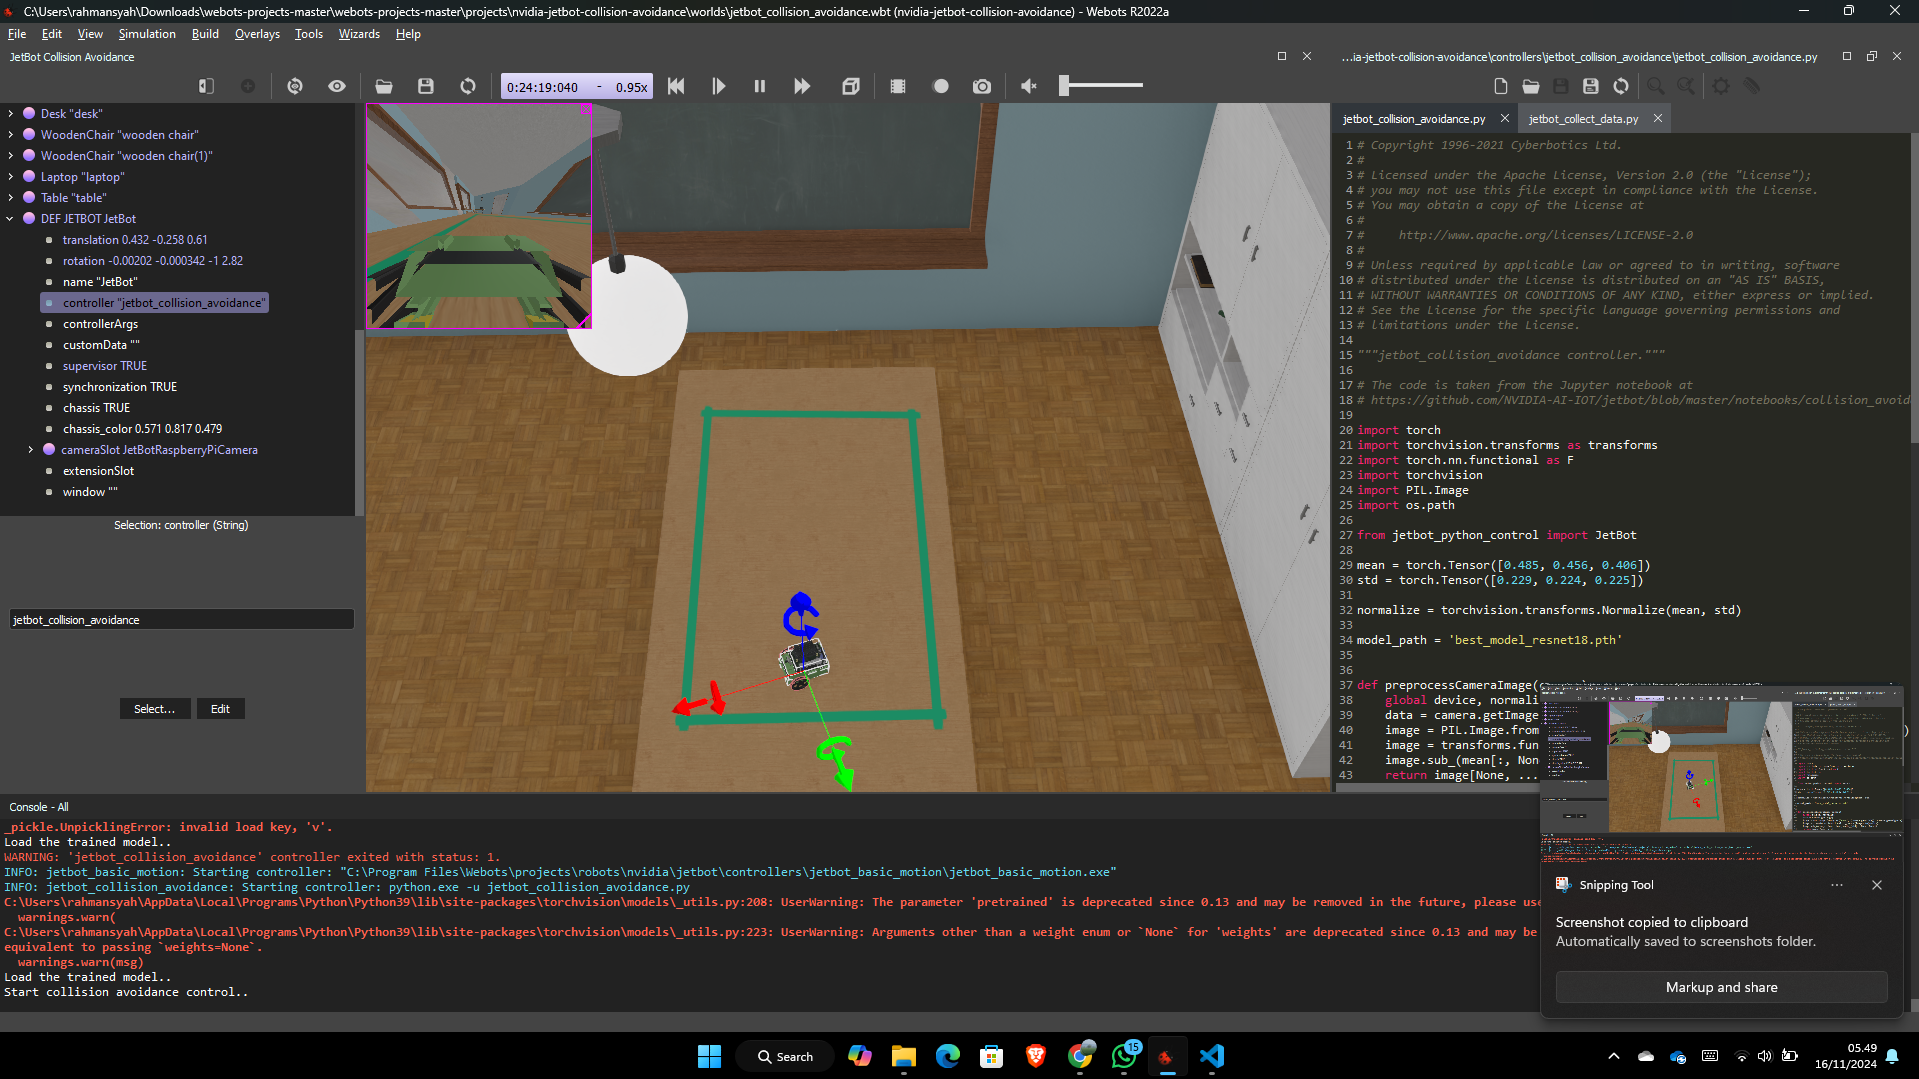 C:\Users\rahmansyah\Downloads\webots-projects-master\webots-projects-master\projects\nvidia-jetbot-collision-avoidance\worlds\jetbot_collision_avoidance.wbt (nvidia-jetbot-collision-avoidance) - Webots R2022a
File Edit View Simulation Build Overlays Tools Wizards Help
JetBot Collision Avoidance
...ia-jetbot-collision-avoidance\controllers\jetbot_collision_avoidance\jetbot_collision_avoidance.py
0:24:19:040 - 0.95x
Desk "desk"
WoodenChair "wooden chair"
WoodenChair "wooden chair(1)"
Laptop "laptop"
Table "table"
DEF JETBOT JetBot
translation 0.432 -0.258 0.61
rotation -0.00202 -0.000342 -1 2.82
name "JetBot"
controller "jetbot_collision_avoidance"
controllerArgs
customData ""
supervisor TRUE
synchronization TRUE
chassis TRUE
chassis_color 0.571 0.817 0.479
cameraSlot JetBotRaspberryPiCamera
extensionSlot
window ""
Selection: controller (String)
jetbot_collision_avoidance
Select... Edit
jetbot_collision_avoidance.py jetbot_collect_data.py
1 # Copyright 1996-2021 Cyberbotics Ltd.
2 #
3 # Licensed under the Apache License, Version 2.0 (the "License");
4 # you may not use this file except in compliance with the License.
5 # You may obtain a copy of the License at
6 #
7 #     http://www.apache.org/licenses/LICENSE-2.0
8 #
9 # Unless required by applicable law or agreed to in writing, software
10 # distributed under the License is distributed on an "AS IS" BASIS,
11 # WITHOUT WARRANTIES OR CONDITIONS OF ANY KIND, either express or implied.
12 # See the License for the specific language governing permissions and
13 # limitations under the License.
14
15 """jetbot_collision_avoidance controller."""
16
17 # The code is taken from the Jupyter notebook at
18 # https://github.com/NVIDIA-AI-IOT/jetbot/blob/master/notebooks/collision_avoid
19
20 import torch
21 import torchvision.transforms as transforms
22 import torch.nn.functional as F
23 import torchvision
24 import PIL.Image
25 import os.path
26
27 from jetbot_python_control import JetBot
28
29 mean = torch.Tensor([0.485, 0.456, 0.406])
30 std = torch.Tensor([0.229, 0.224, 0.225])
31
32 normalize = torchvision.transforms.Normalize(mean, std)
33
34 model_path = 'best_model_resnet18.pth'
35
36
37 def preprocessCameraImage(
38     global device, normali
39     data = camera.getImage
40     image = PIL.Image.from
41     image = transforms.fun
42     image.sub_(mean[:, Non
43     return image[None, ...
Console - All
_pickle.UnpicklingError: invalid load key, 'v'.
Load the trained model..
WARNING: 'jetbot_collision_avoidance' controller exited with status: 1.
INFO: jetbot_basic_motion: Starting controller: "C:\Program Files\Webots\projects\robots\nvidia\jetbot\controllers\jetbot_basic_motion\jetbot_basic_motion.exe"
INFO: jetbot_collision_avoidance: Starting controller: python.exe -u jetbot_collision_avoidance.py
C:\Users\rahmansyah\AppData\Local\Programs\Python\Python39\lib\site-packages\torchvision\models\_utils.py:208: UserWarning: The parameter 'pretrained' is deprecated since 0.13 and may be removed in the future, please use
warnings.warn(
C:\Users\rahmansyah\AppData\Local\Programs\Python\Python39\lib\site-packages\torchvision\models\_utils.py:223: UserWarning: Arguments other than a weight enum or `None` for 'weights' are deprecated since 0.13 and may be
equivalent to passing `weights=None`.
warnings.warn(msg)
Load the trained model..
Start collision avoidance control..
Snipping Tool
Screenshot copied to clipboard
Automatically saved to screenshots folder.
Markup and share
Search
15
05.49
16/11/2024